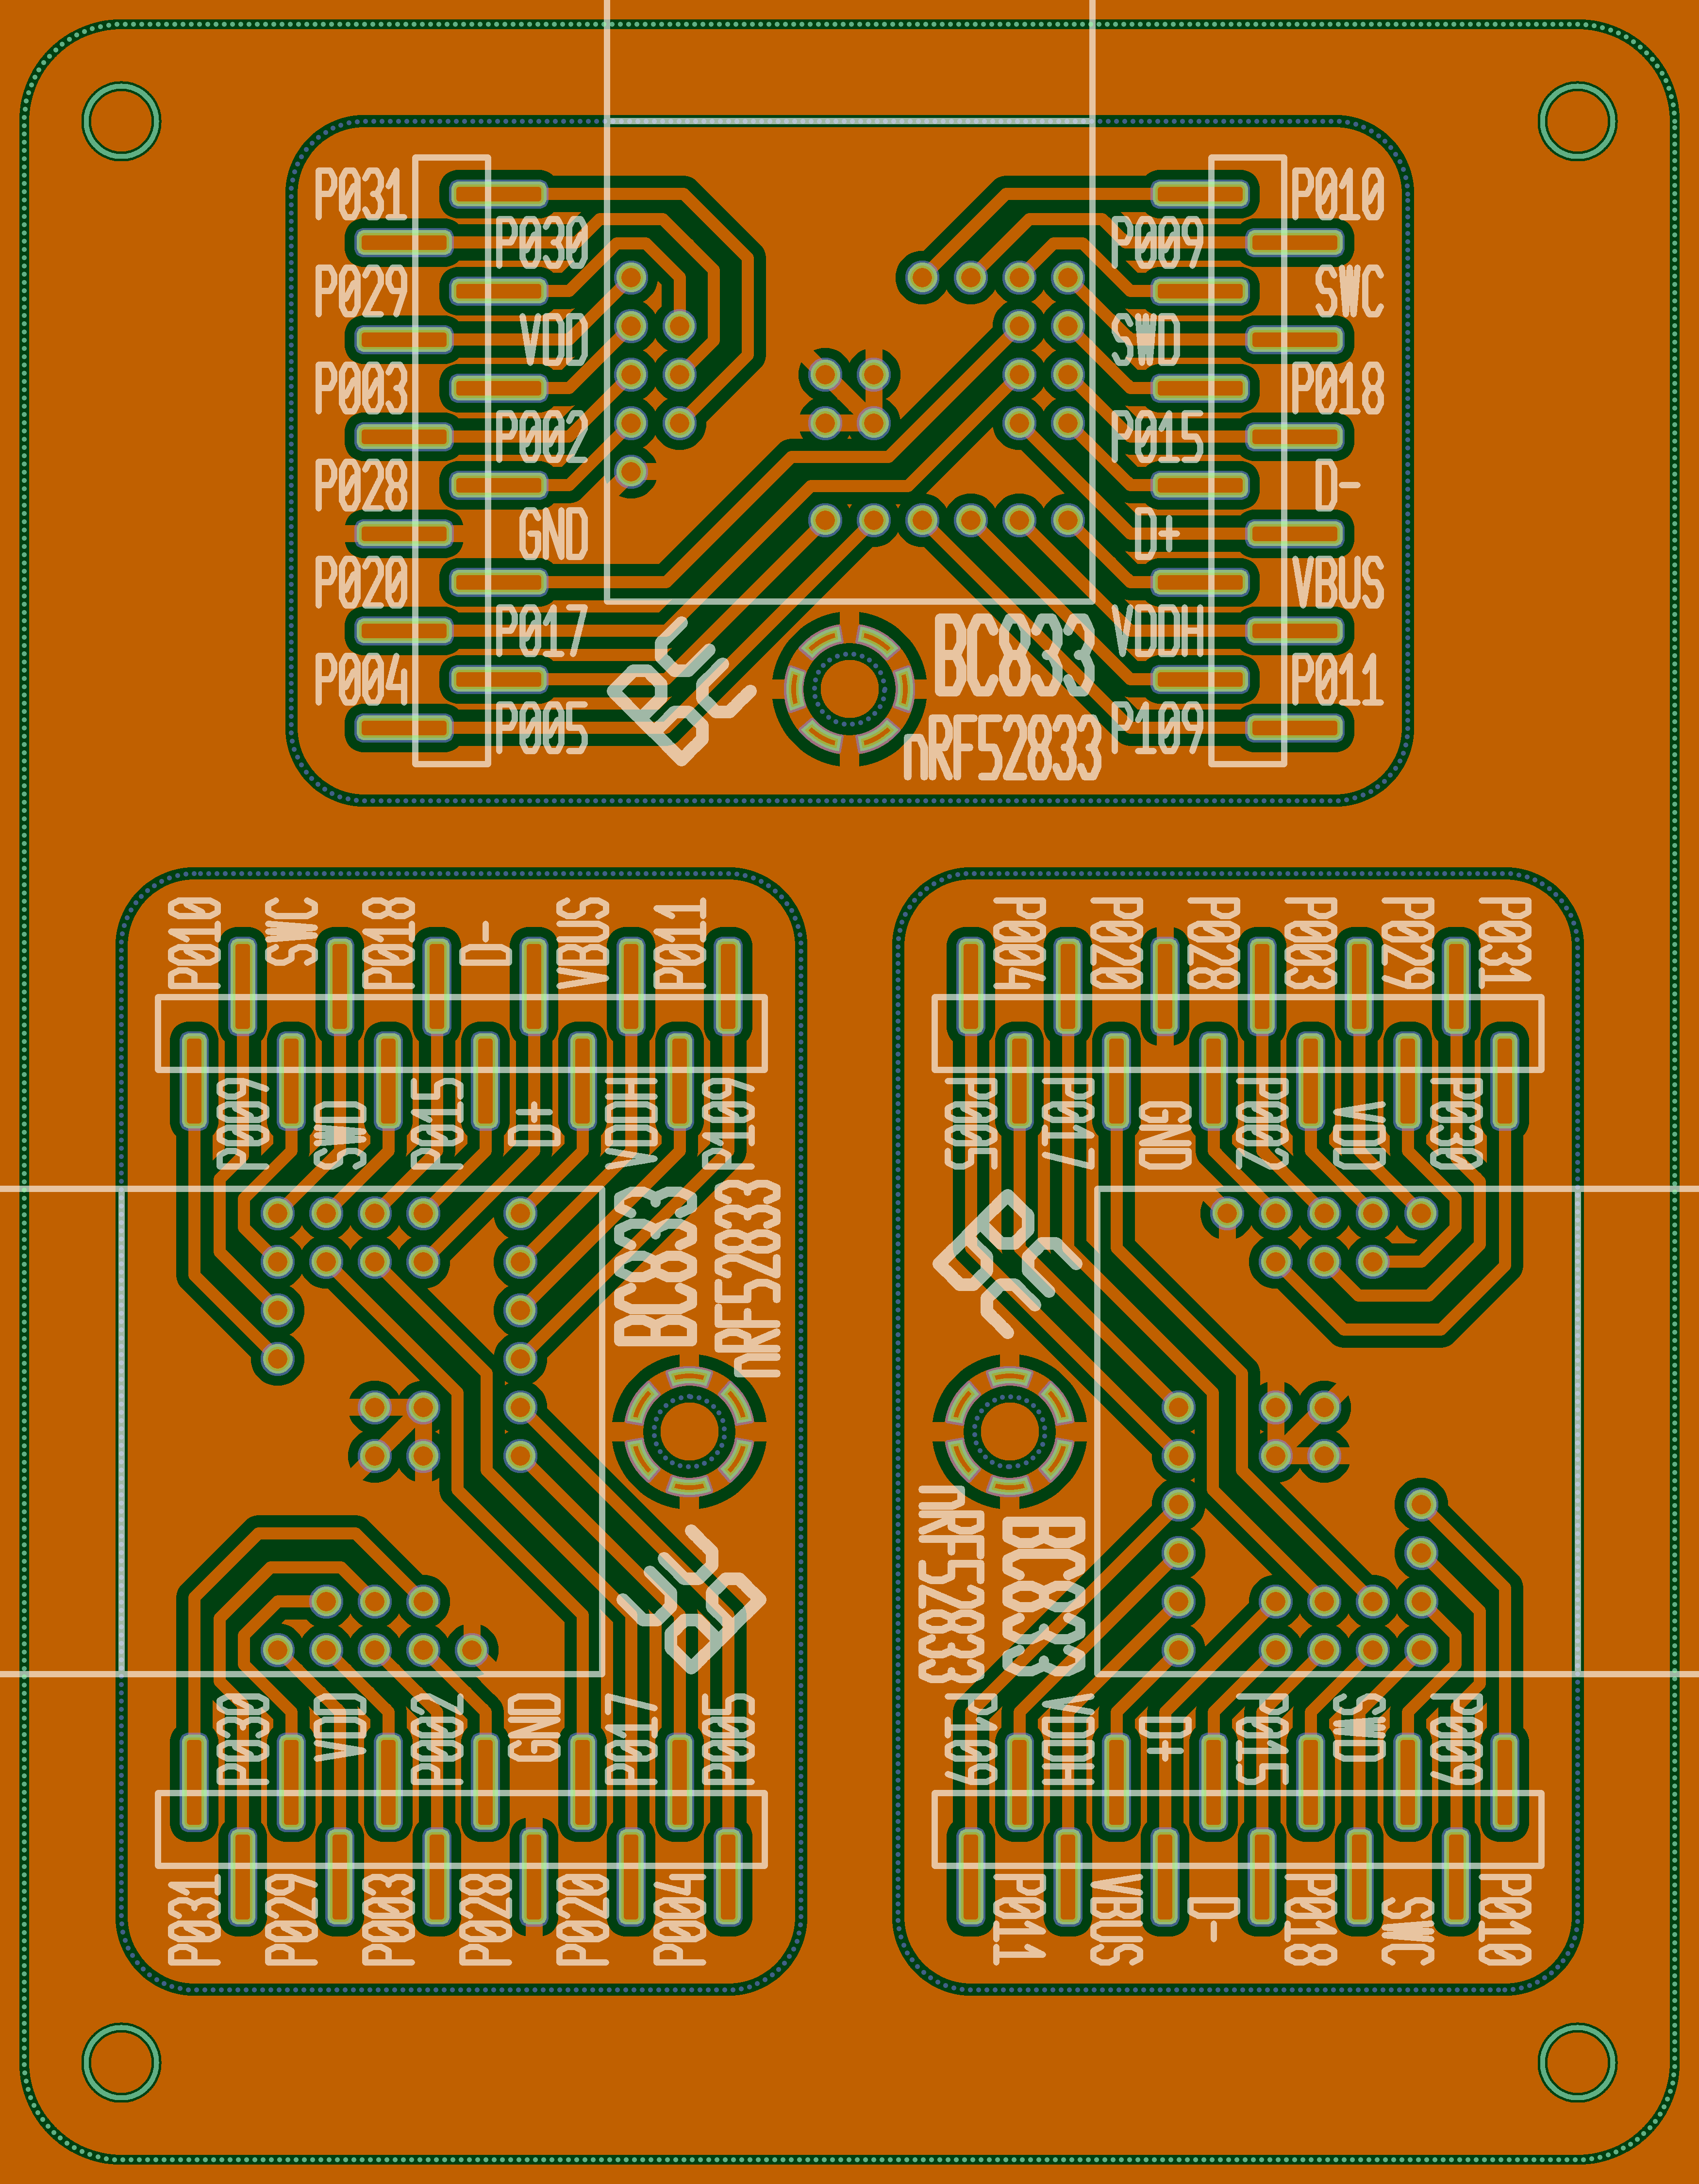 P031 P010
P030 P009
P029 SWC
VDD SWD
P003 P018
P002 P015
P028 D-
GND D+
P020 VBUS
P017 BC833 VDDH
P004 P011
P005 nRF52833 P109
BC
P010 SWC P018 D- VBUS P011
P009 SWD P015 D+ VDDH P109
BC833
nRF52833
BC
P030 VDD P002 GND P017 P005
P031 P029 P003 P028 P020 P004
P004 P020 P028 P003 P029 P031
P005 P017 GND P002 VDD P030
BC
nRF52833
BC833
P109 VDDH D+ P015 SWD P009
P011 VBUS D- P018 SWC P010